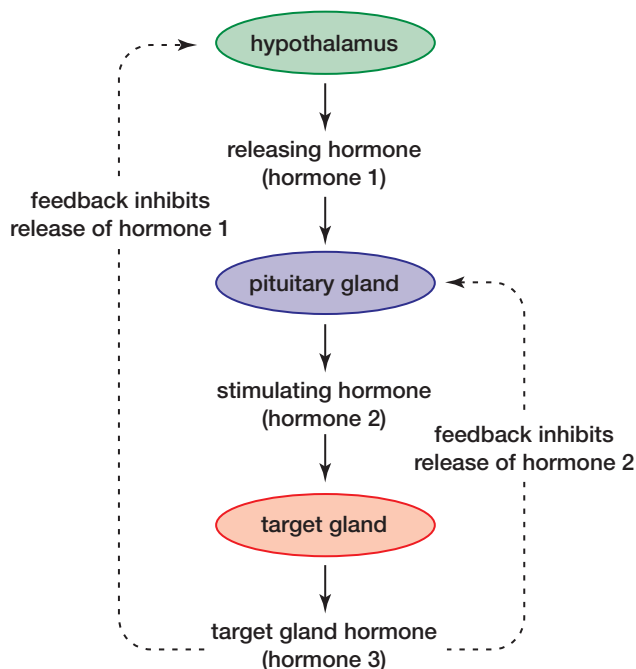 hypothalamus
releasing hormone
(hormone 1)
feedback inhibits
release of hormone 1
pituitary gland
stimulating hormone
(hormone 2)
feedback inhibits
release of hormone 2
target gland
target gland hormone
(hormone 3)